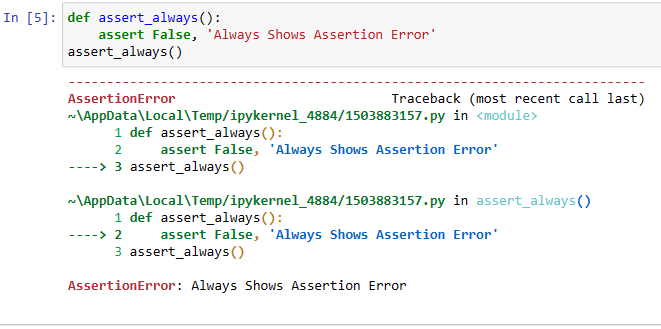 In [5]: def assert_always():
    assert False, 'Always Shows Assertion Error'
assert_always()
---------------------------------------------------------------------------
AssertionError                            Traceback (most recent call last)
~\AppData\Local\Temp/ipykernel_4884/1503883157.py in <module>
      1 def assert_always():
      2     assert False, 'Always Shows Assertion Error'
----> 3 assert_always()
~\AppData\Local\Temp/ipykernel_4884/1503883157.py in assert_always()
      1 def assert_always():
----> 2     assert False, 'Always Shows Assertion Error'
      3 assert_always()
AssertionError: Always Shows Assertion Error